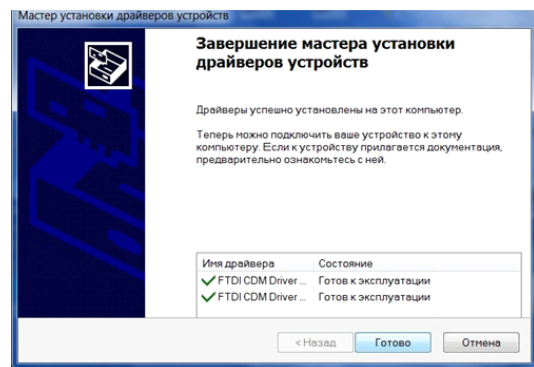 Мастер установки драйверов устройств
Завершение мастера установки
драйверов устройств
Драйверы успешно установлены на этот компьютер.
Теперь можно подключить ваше устройство к этому
компьютеру. Если к устройству прилагается документация,
предварительно ознакомьтесь с ней.
Имя драйвера Состояние
FTDI CDM Driver ... Готов к эксплуатации
FTDI CDM Driver ... Готов к эксплуатации
< Назад Готово Отмена